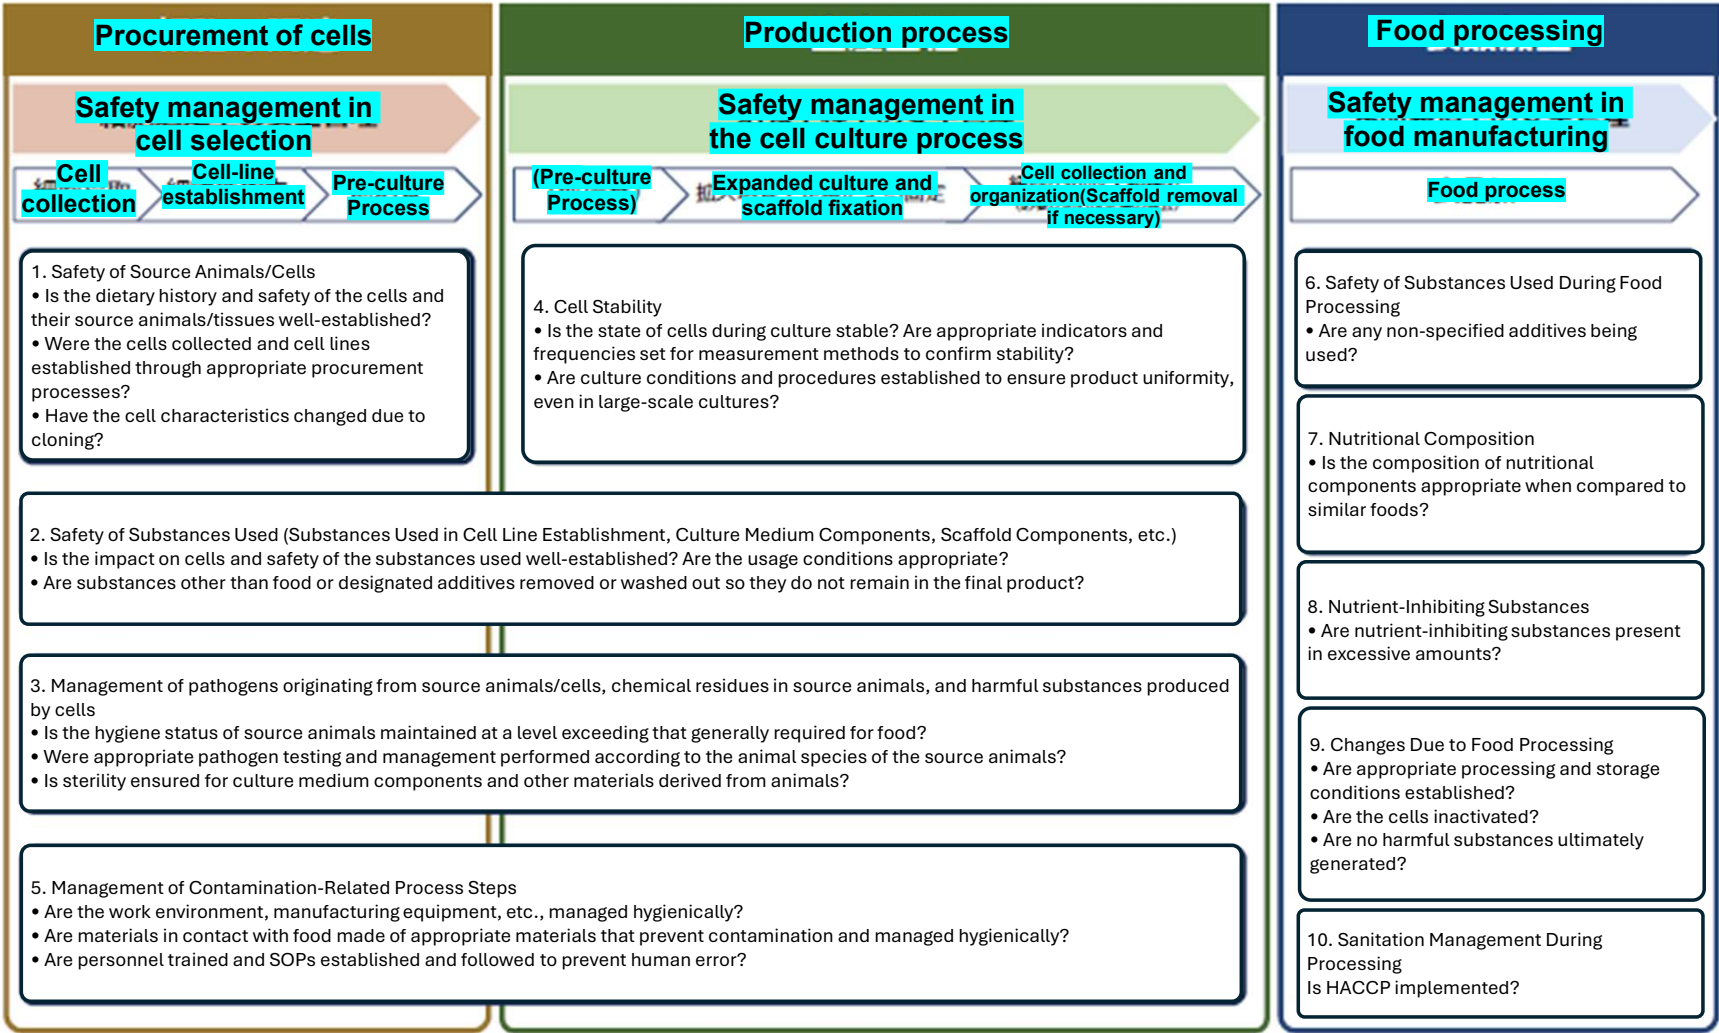 Procurement of cells
Production process
Food processing
Safety management in
cell selection
Safety management in
the cell culture process
Safety management in
food manufacturing
Cell
collection
Cell-line
establishment
Pre-culture
Process
(Pre-culture
Process)
Expanded culture and
scaffold fixation
Cell collection and
organization(Scaffold removal
if necessary)
Food process
1. Safety of Source Animals/Cells
• Is the dietary history and safety of the cells and
their source animals/tissues well-established?
• Were the cells collected and cell lines
established through appropriate procurement
processes?
• Have the cell characteristics changed due to
cloning?
4. Cell Stability
• Is the state of cells during culture stable? Are appropriate indicators and
frequencies set for measurement methods to confirm stability?
• Are culture conditions and procedures established to ensure product uniformity,
even in large-scale cultures?
2. Safety of Substances Used (Substances Used in Cell Line Establishment, Culture Medium Components, Scaffold Components, etc.)
• Is the impact on cells and safety of the substances used well-established? Are the usage conditions appropriate?
• Are substances other than food or designated additives removed or washed out so they do not remain in the final product?
3. Management of pathogens originating from source animals/cells, chemical residues in source animals, and harmful substances produced
by cells
• Is the hygiene status of source animals maintained at a level exceeding that generally required for food?
• Were appropriate pathogen testing and management performed according to the animal species of the source animals?
• Is sterility ensured for culture medium components and other materials derived from animals?
5. Management of Contamination-Related Process Steps
• Are the work environment, manufacturing equipment, etc., managed hygienically?
• Are materials in contact with food made of appropriate materials that prevent contamination and managed hygienically?
• Are personnel trained and SOPs established and followed to prevent human error?
6. Safety of Substances Used During Food
Processing
• Are any non-specified additives being
used?
7. Nutritional Composition
• Is the composition of nutritional
components appropriate when compared to
similar foods?
8. Nutrient-Inhibiting Substances
• Are nutrient-inhibiting substances present
in excessive amounts?
9. Changes Due to Food Processing
• Are appropriate processing and storage
conditions established?
• Are the cells inactivated?
• Are no harmful substances ultimately
generated?
10. Sanitation Management During
Processing
Is HACCP implemented?